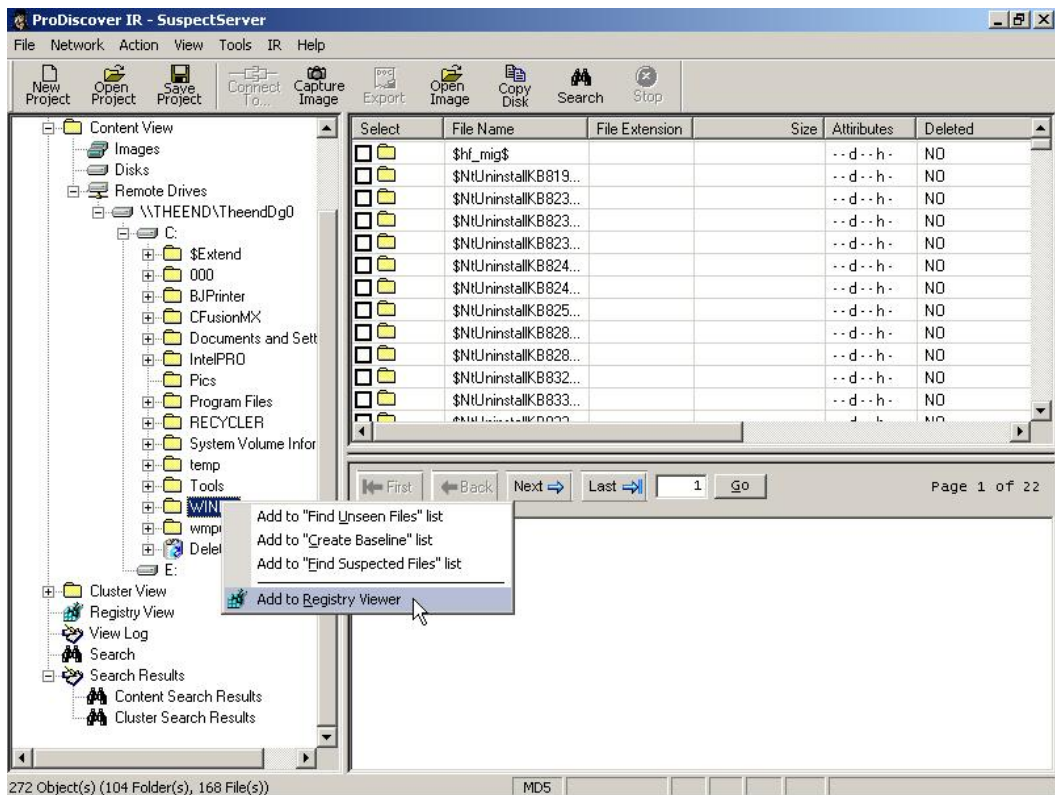 ProDiscover IR - SuspectServer
File Network Action View Tools IR Help
New Project
Open Project
Save Project
Connect To...
Capture Image
Export
Open Image
Copy Disk
Search
Stop
Content View
Images
Disks
Remote Drives
\\THEEND\TheendDg0
C:
$Extend
000
BJPrinter
CFusionMX
Documents and Sett
IntelPRO
Pics
Program Files
RECYCLER
System Volume Infor
temp
Tools
WIN
wmp
Dele
E:
Cluster View
Registry View
View Log
Search
Search Results
Content Search Results
Cluster Search Results
Select File Name File Extension Size Attributes Deleted
$hf_mig$ --d--h- NO
$NtUninstallKB819... --d--h- NO
$NtUninstallKB823... --d--h- NO
$NtUninstallKB823... --d--h- NO
$NtUninstallKB823... --d--h- NO
$NtUninstallKB824... --d--h- NO
$NtUninstallKB824... --d--h- NO
$NtUninstallKB825... --d--h- NO
$NtUninstallKB828... --d--h- NO
$NtUninstallKB828... --d--h- NO
$NtUninstallKB832... --d--h- NO
$NtUninstallKB833... --d--h- NO
First Back Next Last 1 Go Page 1 of 22
Add to "Find Unseen Files" list
Add to "Create Baseline" list
Add to "Find Suspected Files" list
Add to Registry Viewer
272 Object(s) (104 Folder(s), 168 File(s)) MD5